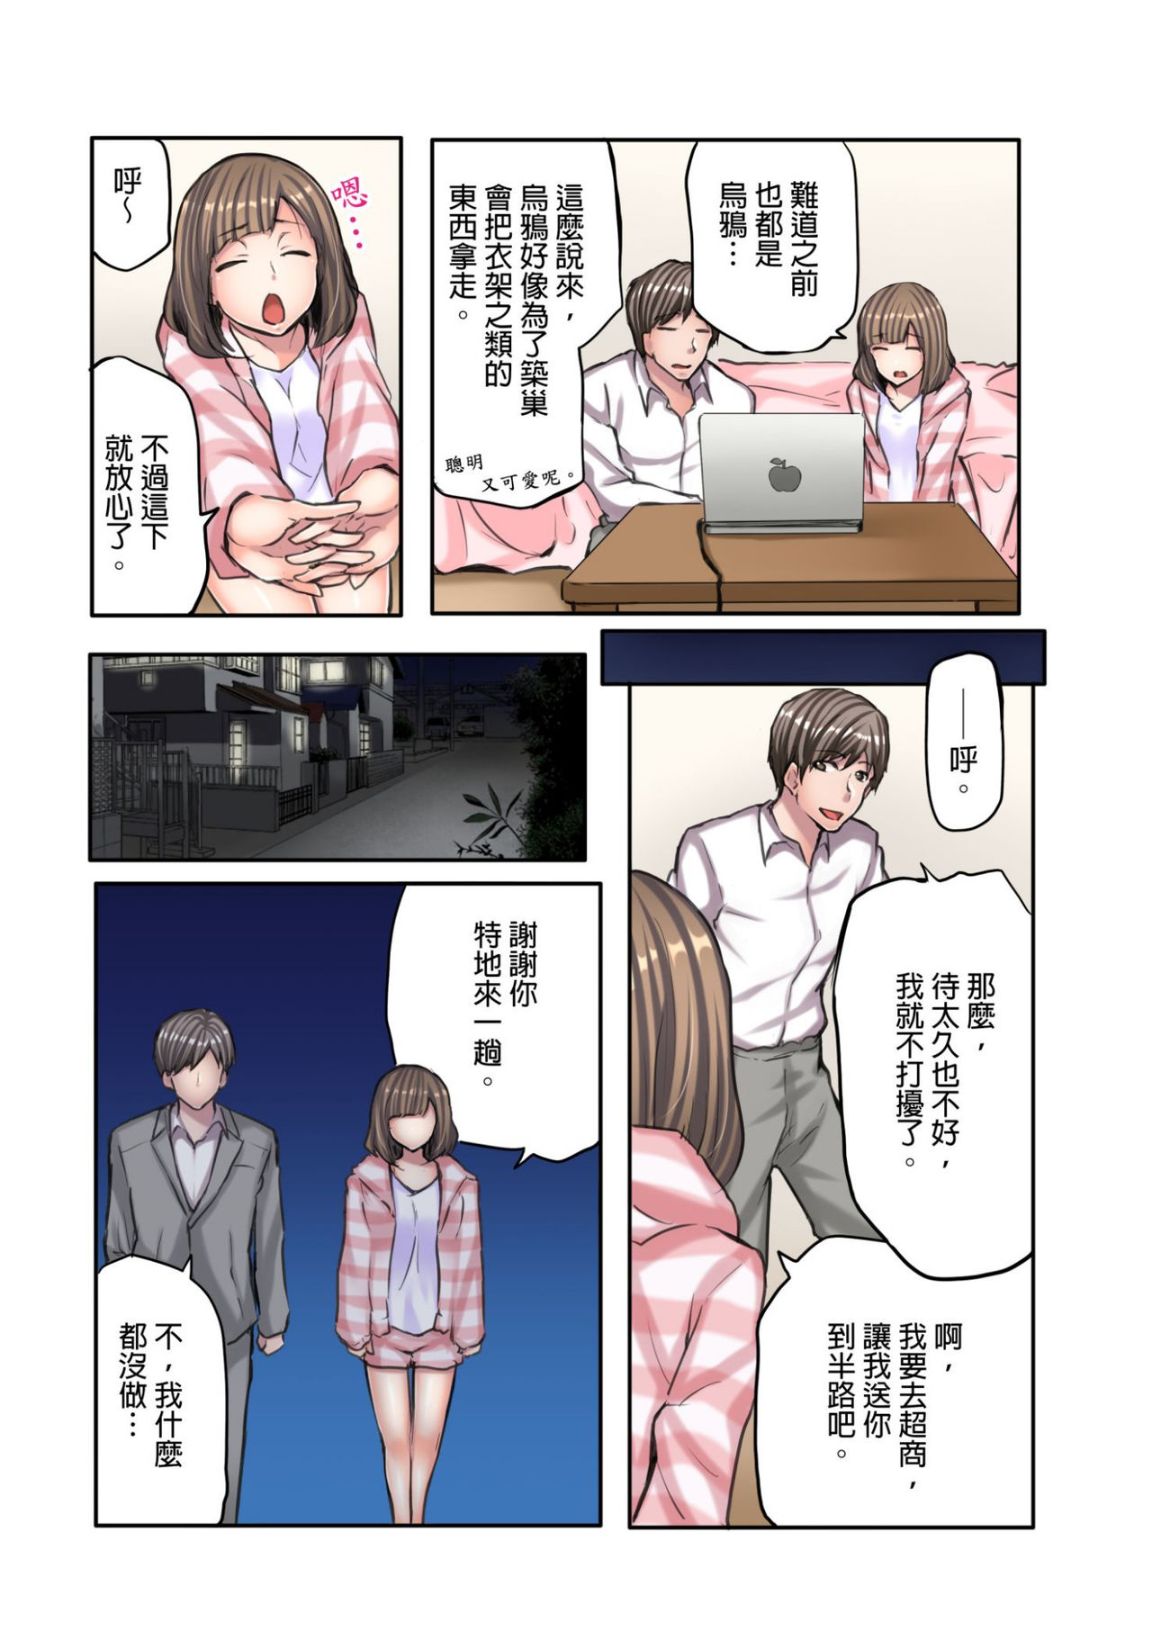 難道之前
也都是
烏鴉…
這麼說來，
烏鴉好像為了築巢
會把衣架之類的
東西拿走。
聰明
又可愛呢。
嗯…
呼～
不過這下
就放心了。
——呼。
那麼，
待太久也不好，
我就不打擾了。
啊，
我要去超商，
讓我送你
到半路吧。
謝謝你
特地來一趟。
不，我什麼
都沒做…